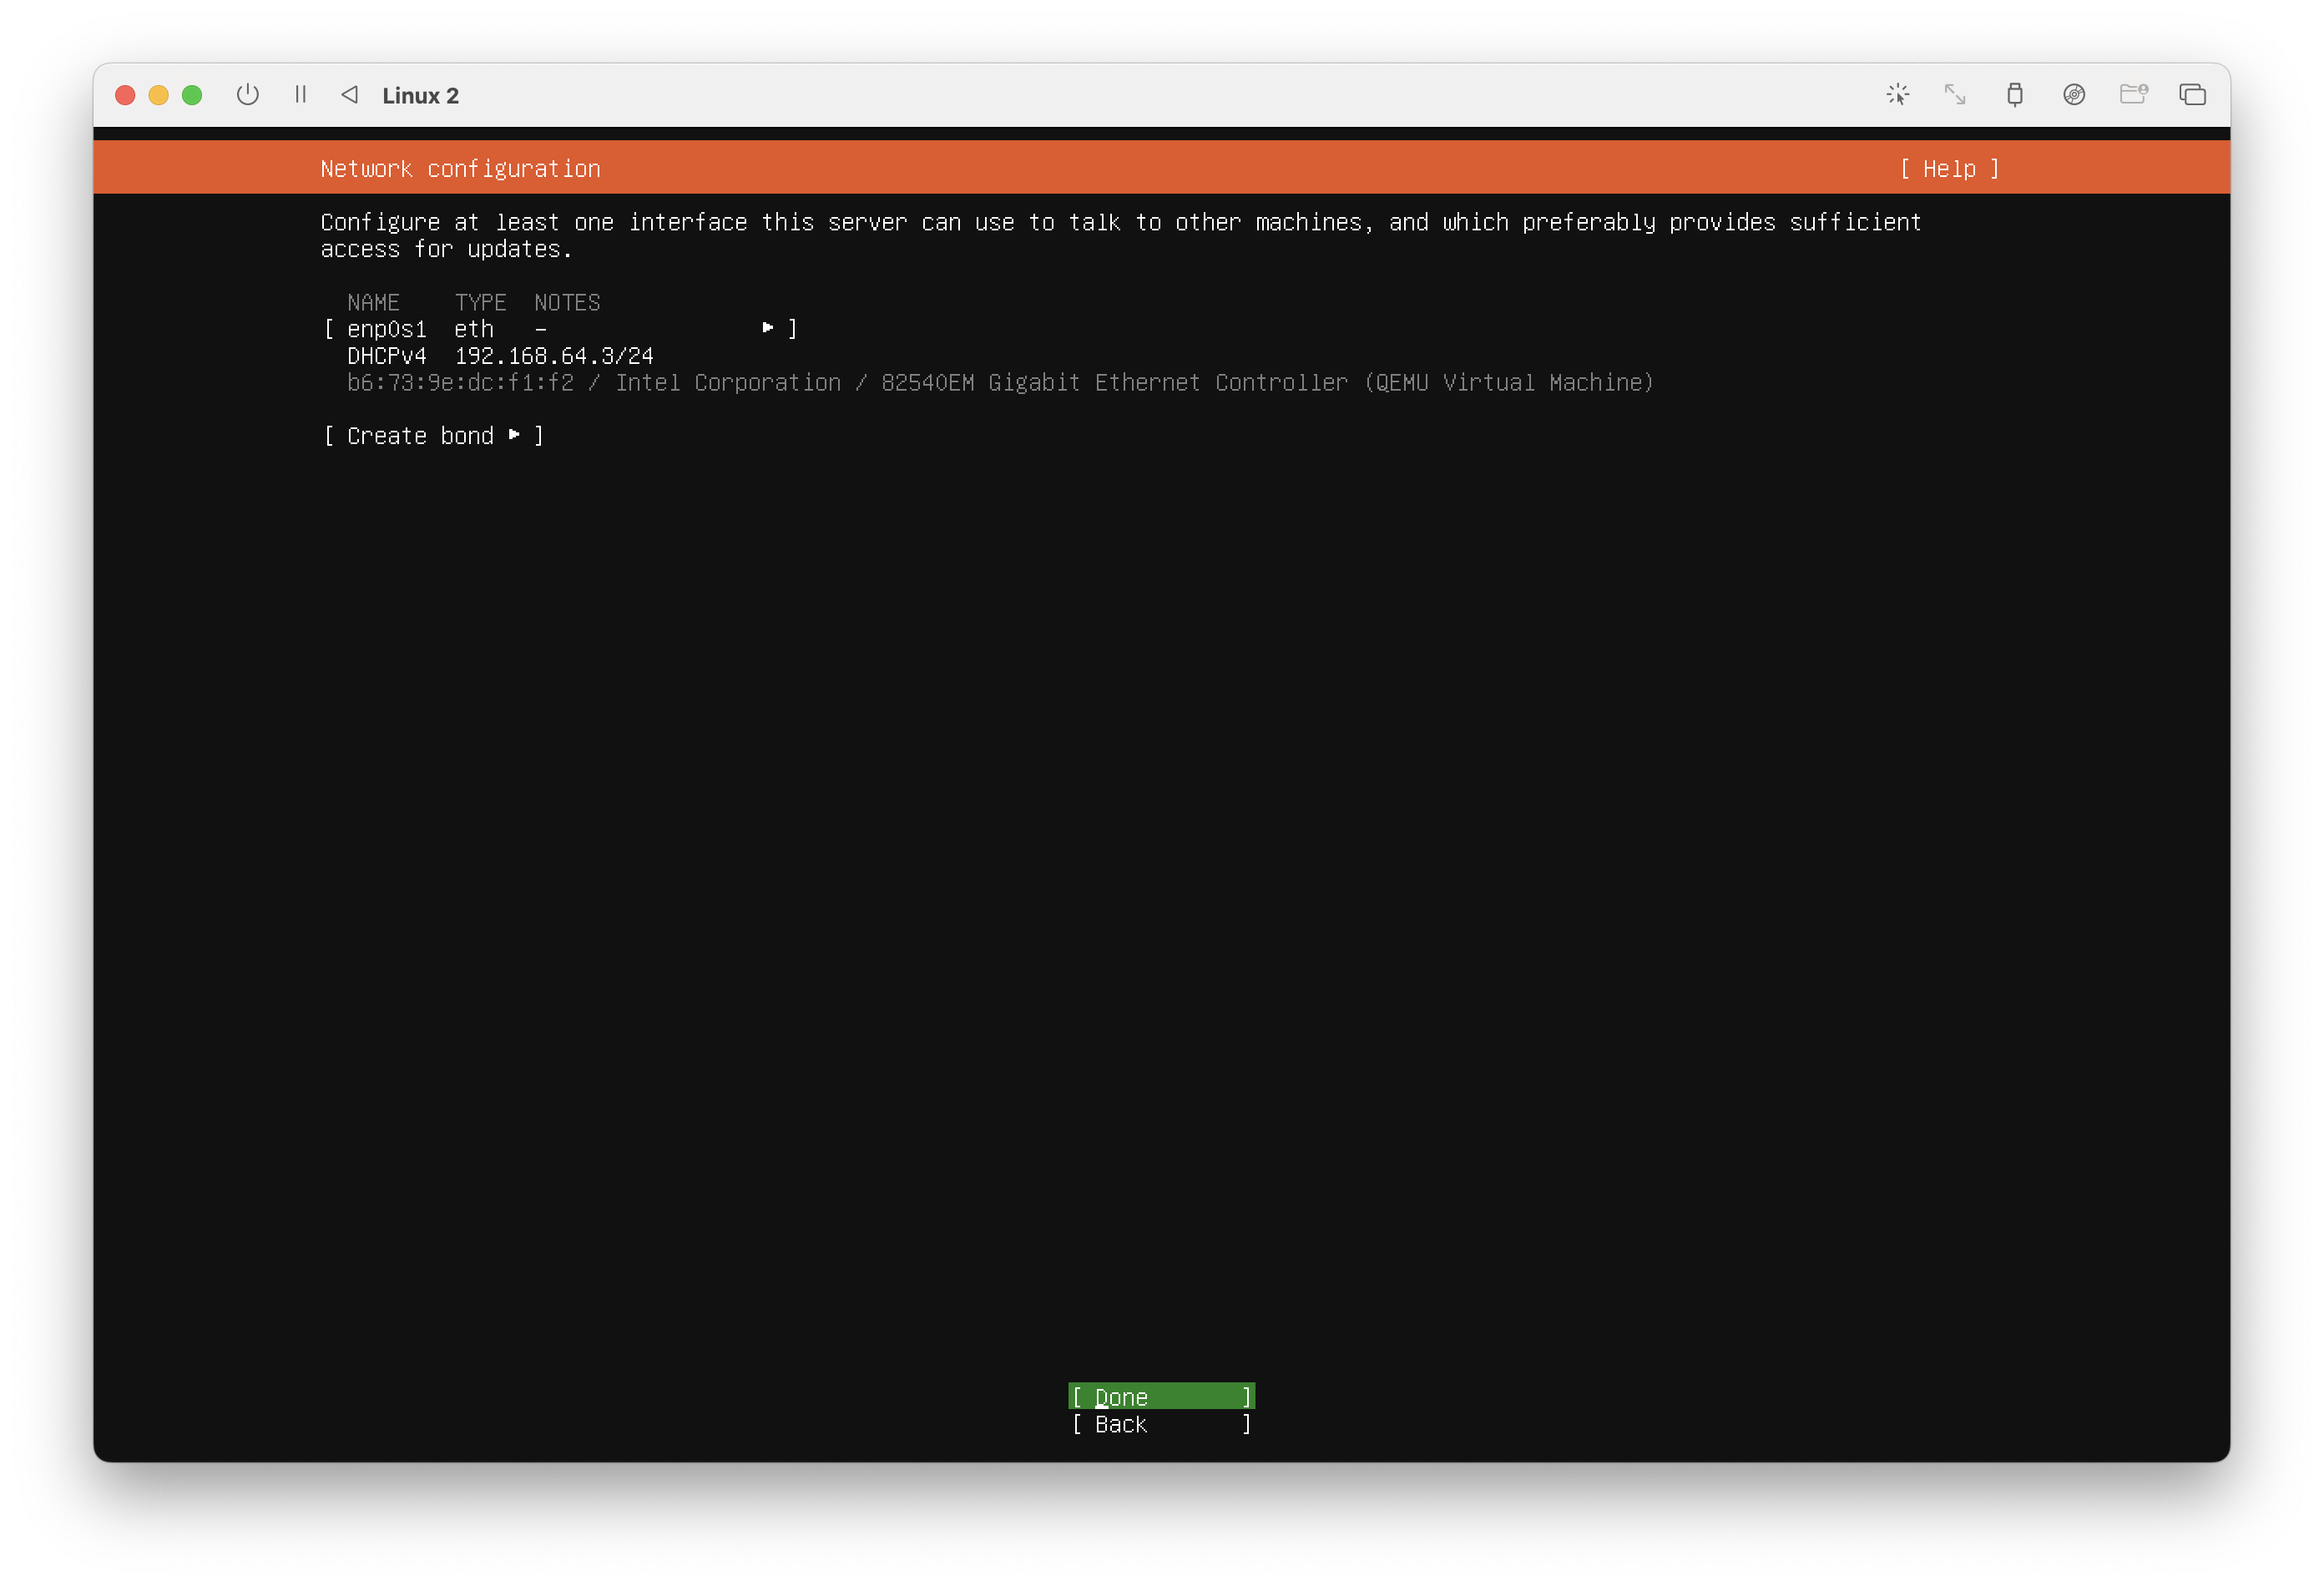 Linux 2
Network configuration [ Help ]
Configure at least one interface this server can use to talk to other machines, and which preferably provides sufficient
access for updates.
NAME TYPE NOTES
[ enp0s1 eth - ▸ ]
DHCPv4 192.168.64.3/24
b6:73:9e:dc:f1:f2 / Intel Corporation / 82540EM Gigabit Ethernet Controller (QEMU Virtual Machine)
[ Create bond ▸ ]
[ Done ]
[ Back ]